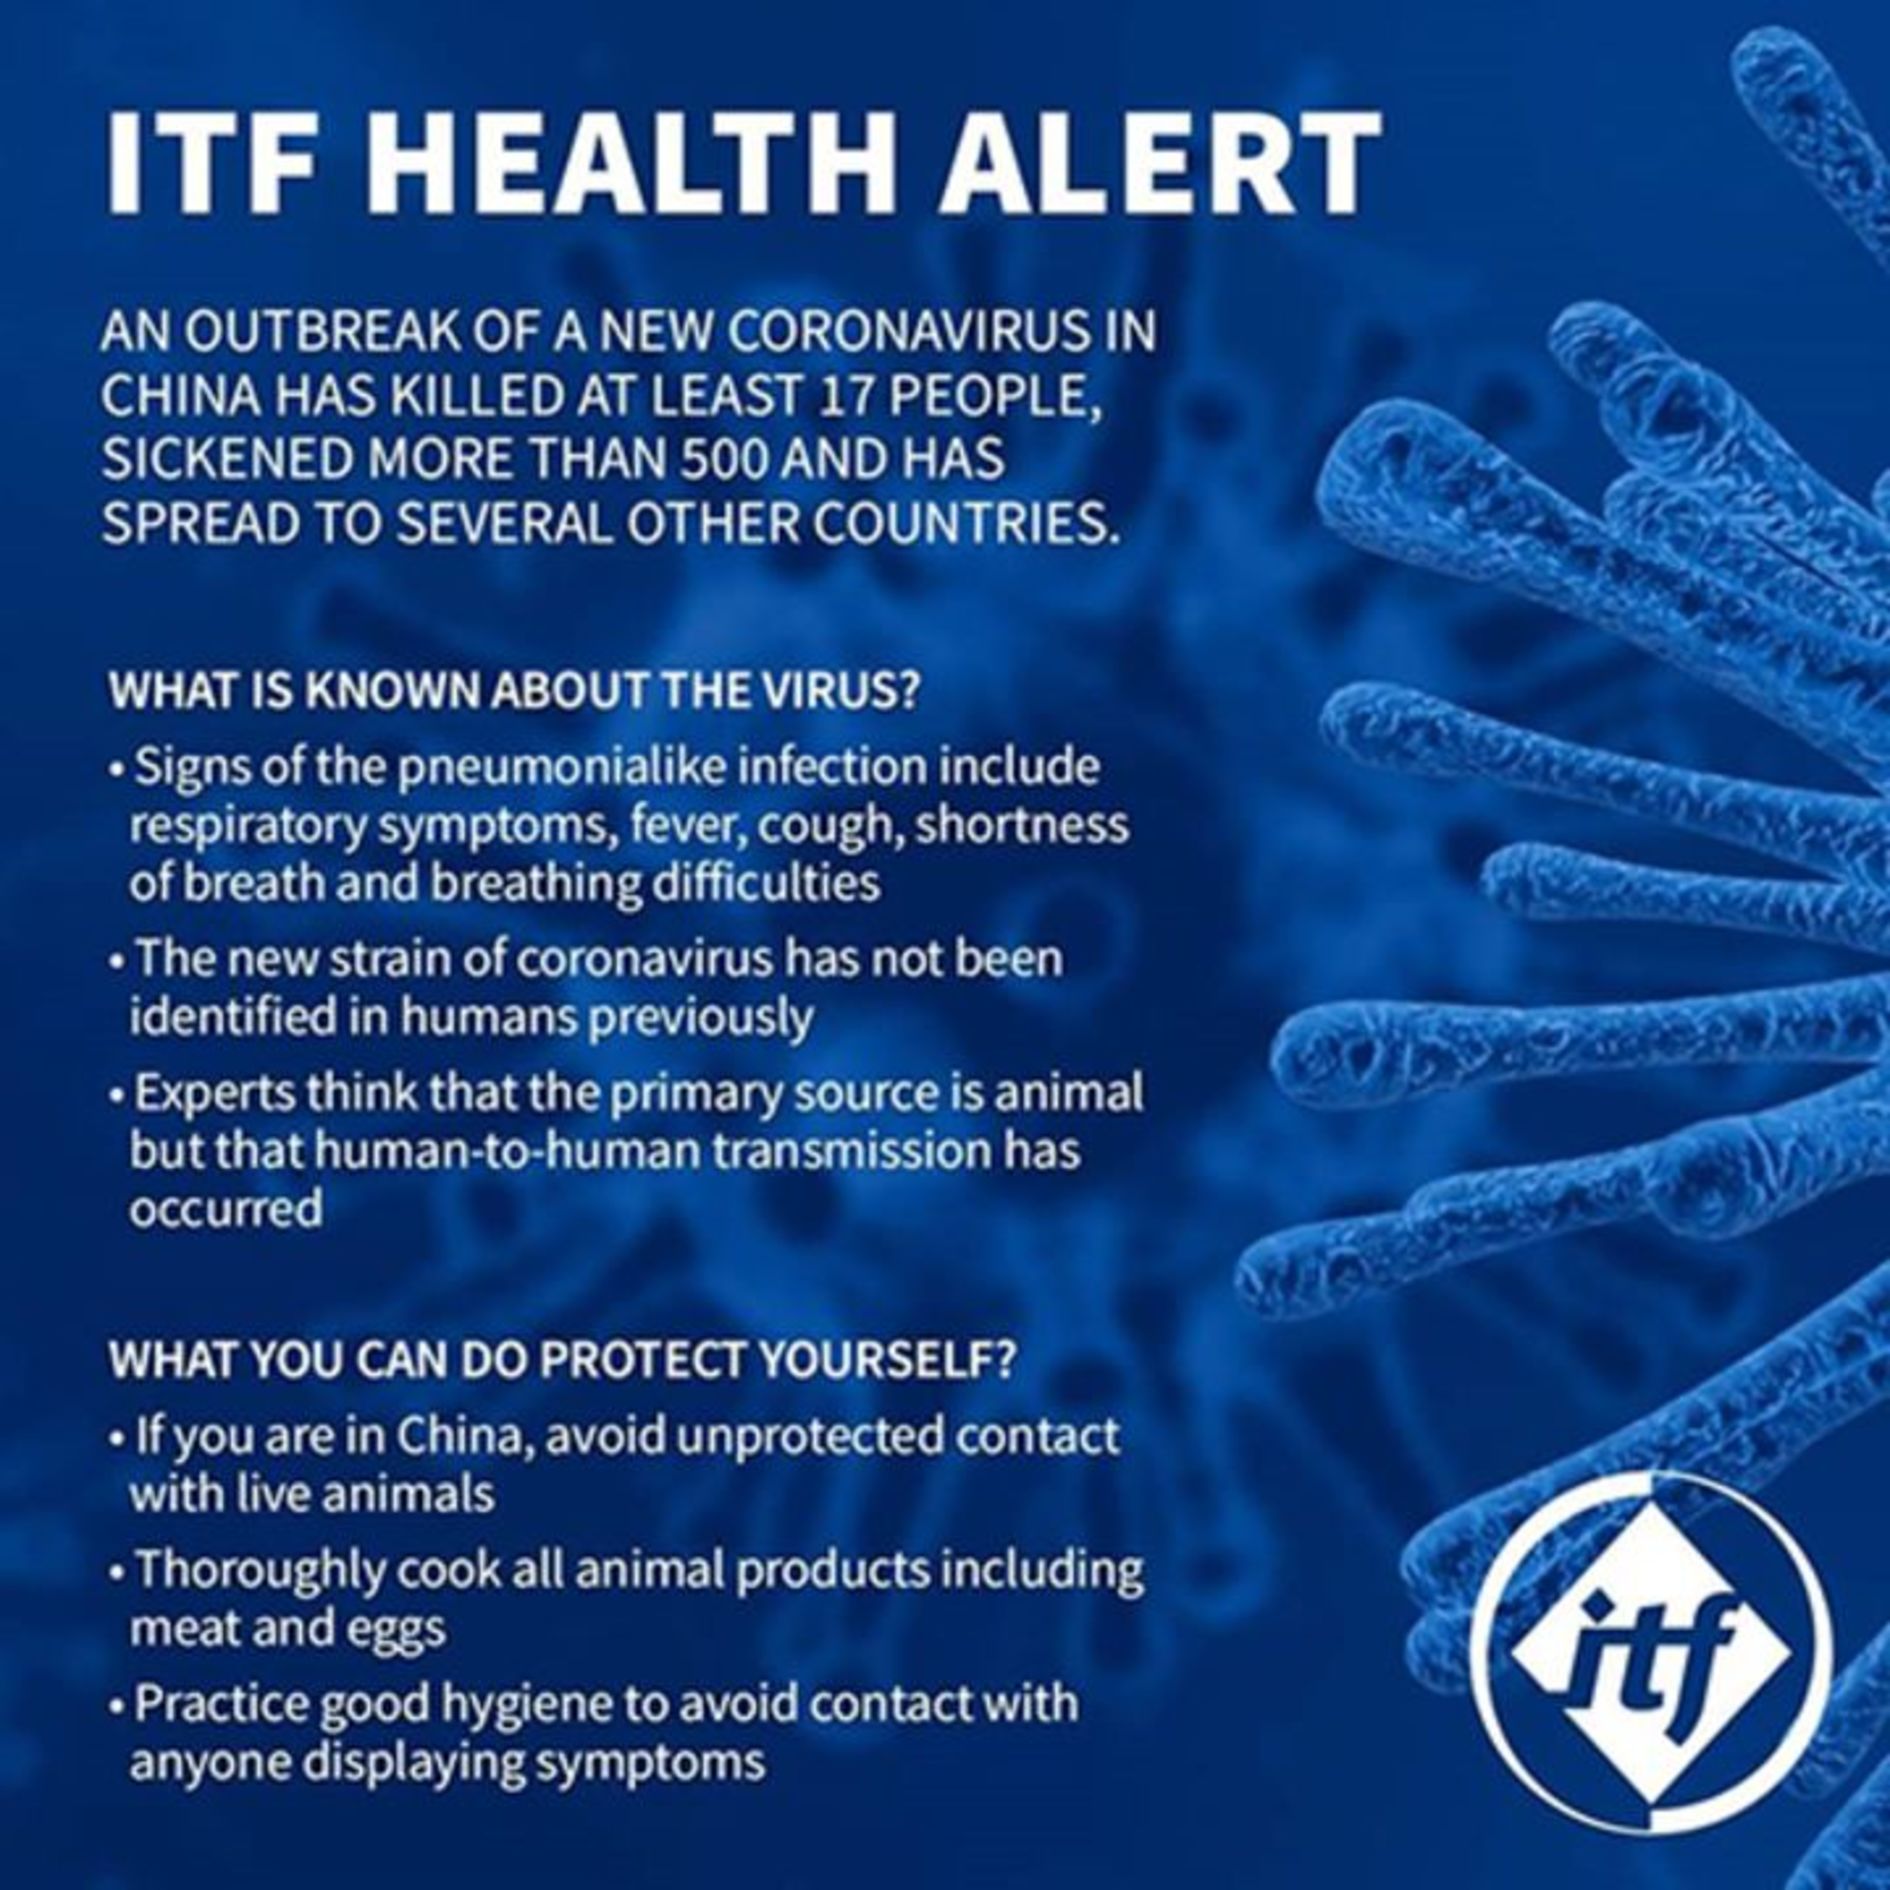 ITF HEALTH ALERT
AN OUTBREAK OF A NEW CORONAVIRUS IN
CHINA HAS KILLED AT LEAST 17 PEOPLE,
SICKENED MORE THAN 500 AND HAS
SPREAD TO SEVERAL OTHER COUNTRIES.
WHAT IS KNOWN ABOUT THE VIRUS?
• Signs of the pneumonialike infection include
respiratory symptoms, fever, cough, shortness
of breath and breathing difficulties
• The new strain of coronavirus has not been
identified in humans previously
• Experts think that the primary source is animal
but that human-to-human transmission has
occurred
WHAT YOU CAN DO PROTECT YOURSELF?
• If you are in China, avoid unprotected contact
with live animals
• Thoroughly cook all animal products including
meat and eggs
• Practice good hygiene to avoid contact with
anyone displaying symptoms
itf